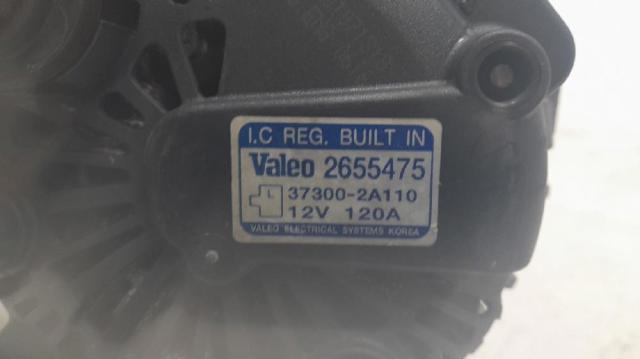 I.C REG. BUILT IN
Valeo 2655475
L 37300-2A110
12V 120A
VALEO ELECTRICAL SYSTEMS KOREA